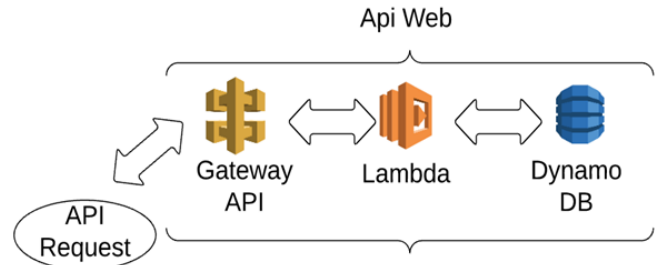 Api Web
Gateway
API
Lambda
Dynamo
DB
API
Request